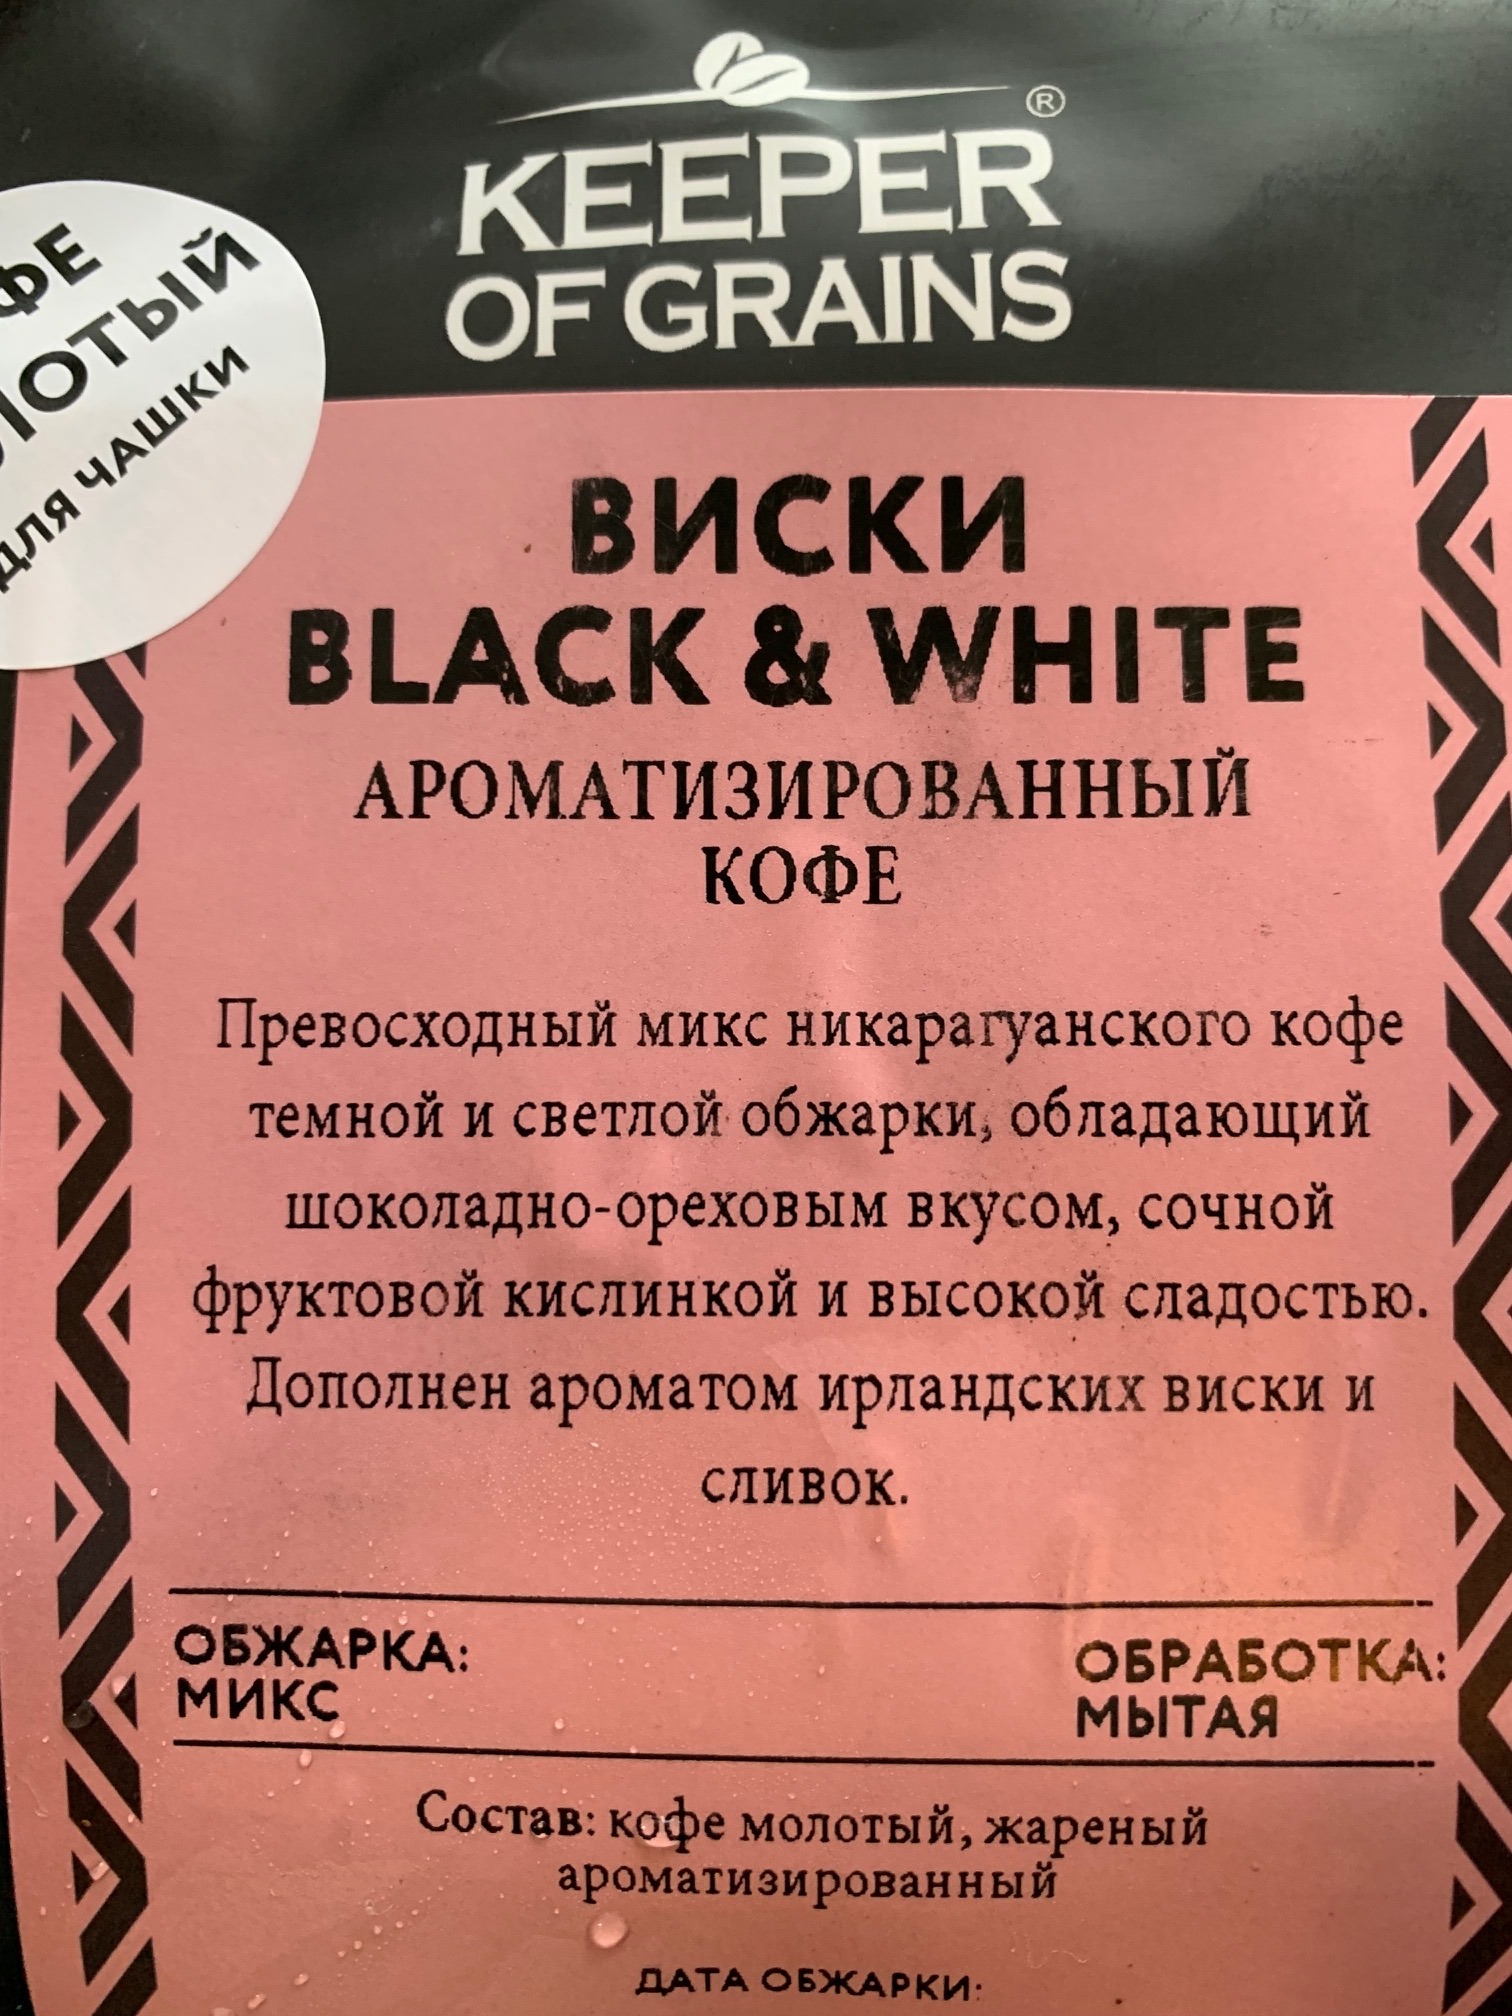 ®
KEEPER
OF GRAINS
ДЛЯ ЧАШКИ
ВИСКИ
BLACK & WHITE
АРОМАТИЗИРОВАННЫЙ
КОФЕ
Превосходный микс никарагуанского кофе
темной и светлой обжарки, обладающий
шоколадно-ореховым вкусом, сочной
фруктовой кислинкой и высокой сладостью.
Дополнен ароматом ирландских виски и
сливок.
ОБЖАРКА:
МИКС
ОБРАБОТКА:
МЫТАЯ
Состав: кофе молотый, жареный
ароматизированный
ДАТА ОБЖАРКИ: